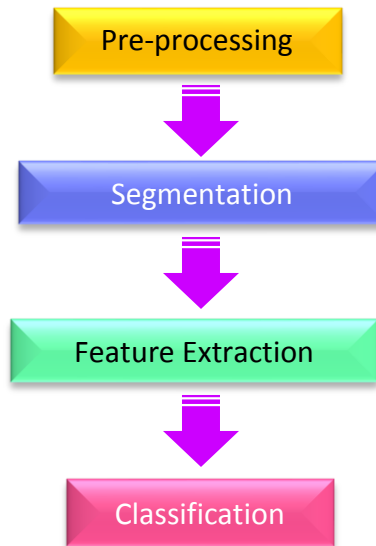 Pre-processing
Segmentation
Feature Extraction
Classification